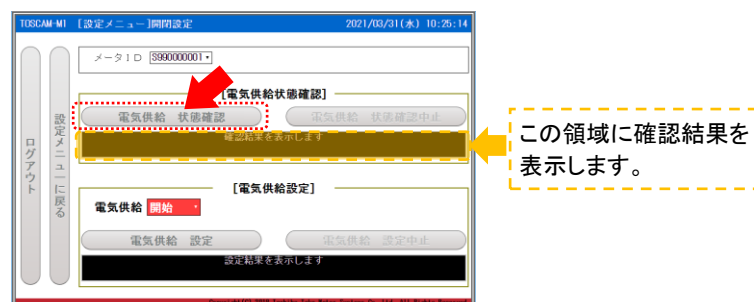 TOSCAM-M1 [設定メニュー]開閉設定 2021/03/31(水) 10:25:14
ログアウト
設定メニューに戻る
メータID S990000001
[電気供給状態確認]
電気供給 状態確認 電気供給 状態確認中止
確認結果を表示します
この領域に確認結果を
表示します。
[電気供給設定]
電気供給 開始
電気供給 設定 電気供給 設定中止
設定結果を表示します